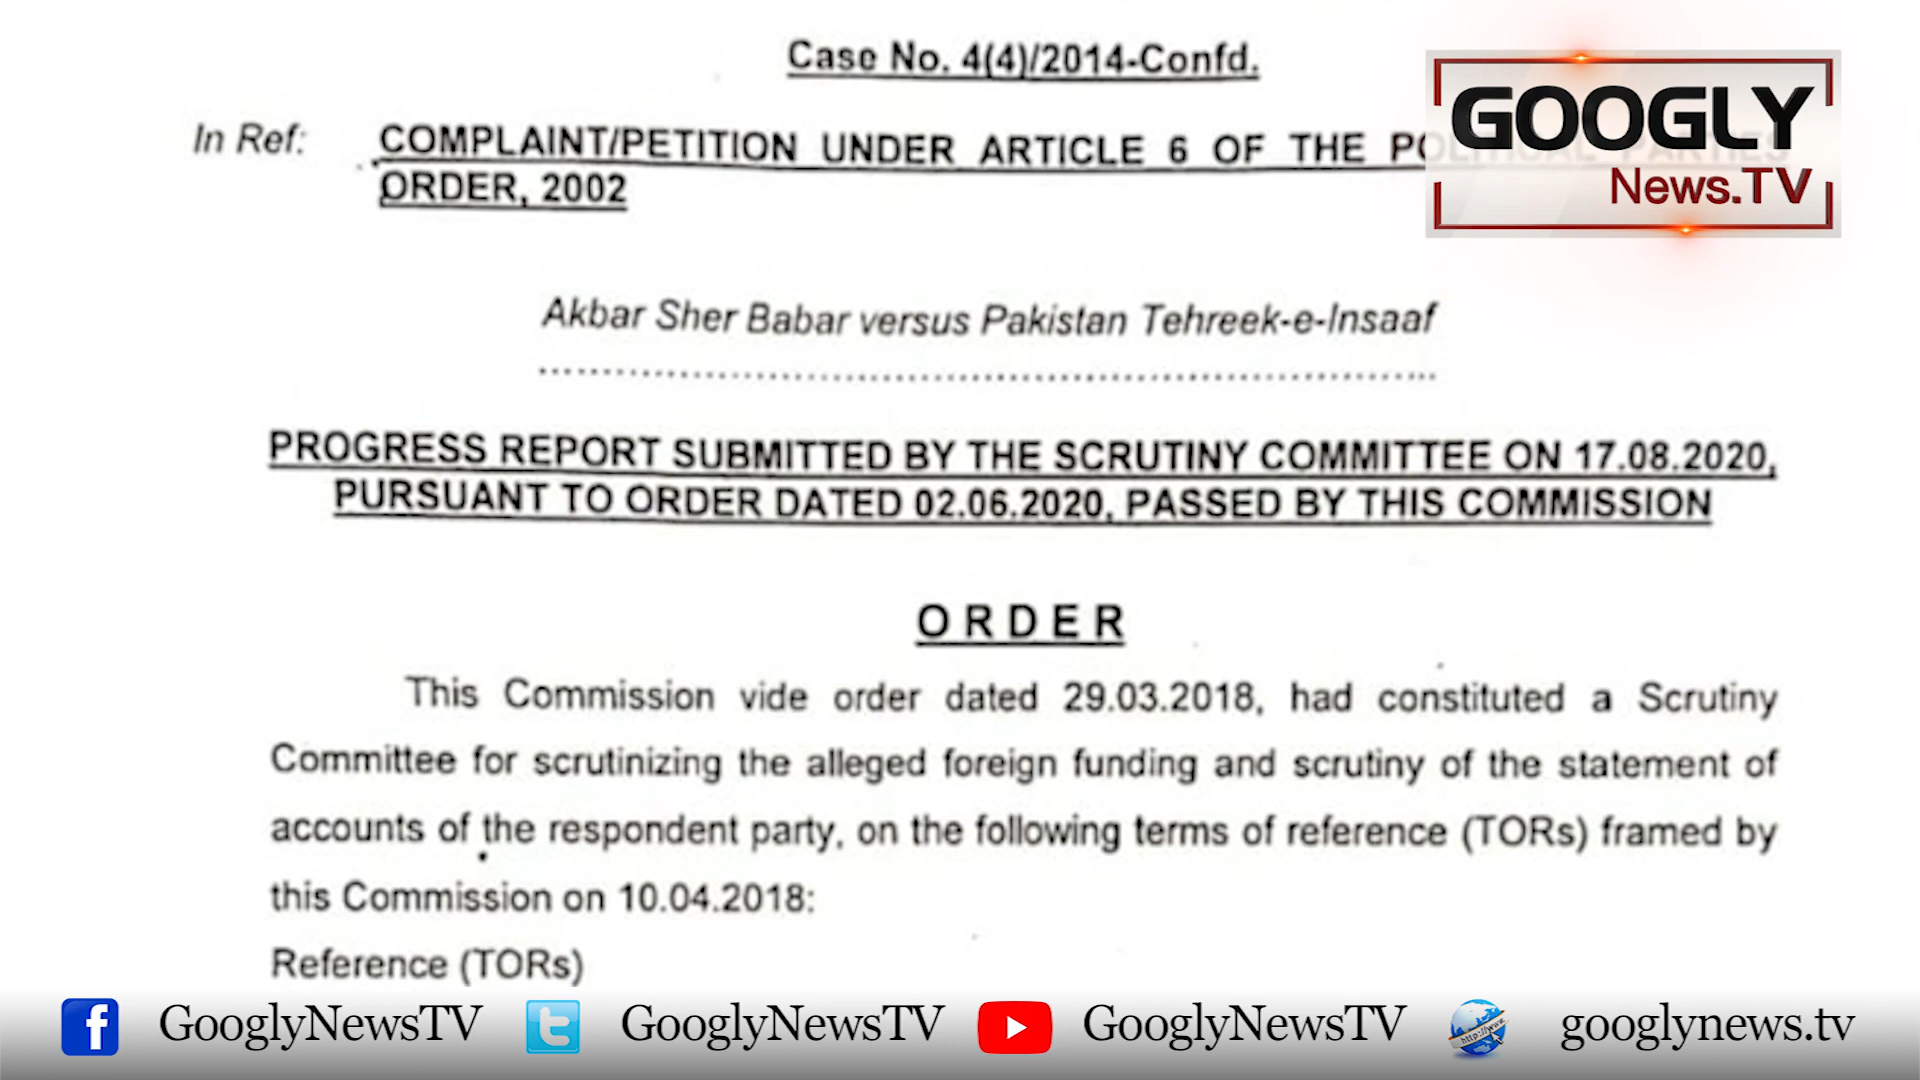 Case No. 4(4)/2014-Confd.
GOOGLY
News.TV
In Ref: COMPLAINT/PETITION UNDER ARTICLE 6 OF THE POLITICAL PARTIES
ORDER, 2002
Akbar Sher Babar versus Pakistan Tehreek-e-Insaaf
PROGRESS REPORT SUBMITTED BY THE SCRUTINY COMMITTEE ON 17.08.2020,
PURSUANT TO ORDER DATED 02.06.2020, PASSED BY THIS COMMISSION
ORDER
This Commission vide order dated 29.03.2018, had constituted a Scrutiny
Committee for scrutinizing the alleged foreign funding and scrutiny of the statement of
accounts of the respondent party, on the following terms of reference (TORs) framed by
this Commission on 10.04.2018:
Reference (TORs)
f GooglyNewsTV t GooglyNewsTV GooglyNewsTV http://www. googlynews.tv